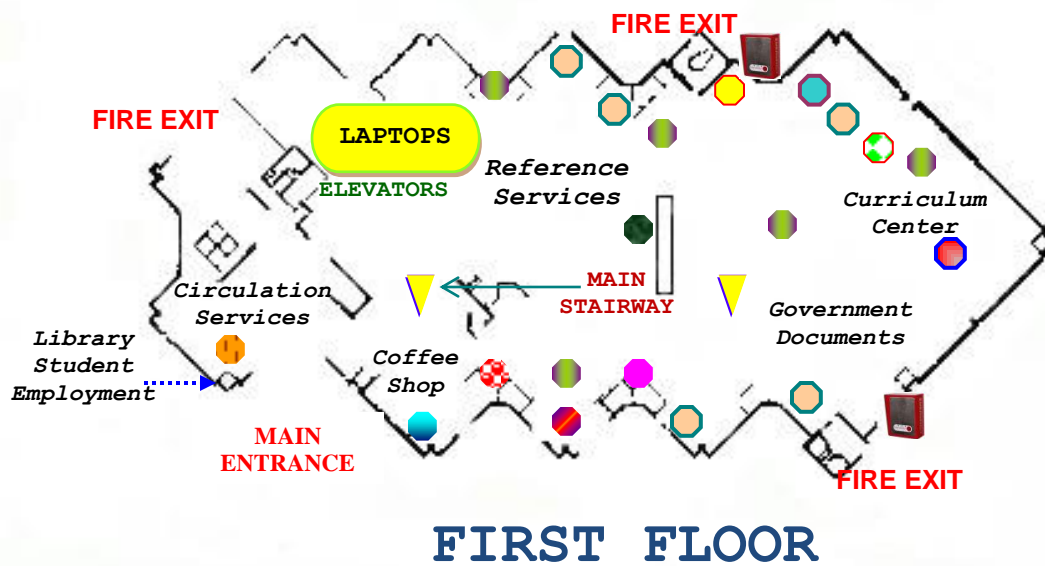 FIRE EXIT
FIRE EXIT
LAPTOPS
ELEVATORS
Reference
Services
Curriculum
Center
MAIN
STAIRWAY
Circulation
Services
Government
Documents
Library
Student
Employment
Coffee
Shop
MAIN
ENTRANCE
FIRE EXIT
FIRST FLOOR